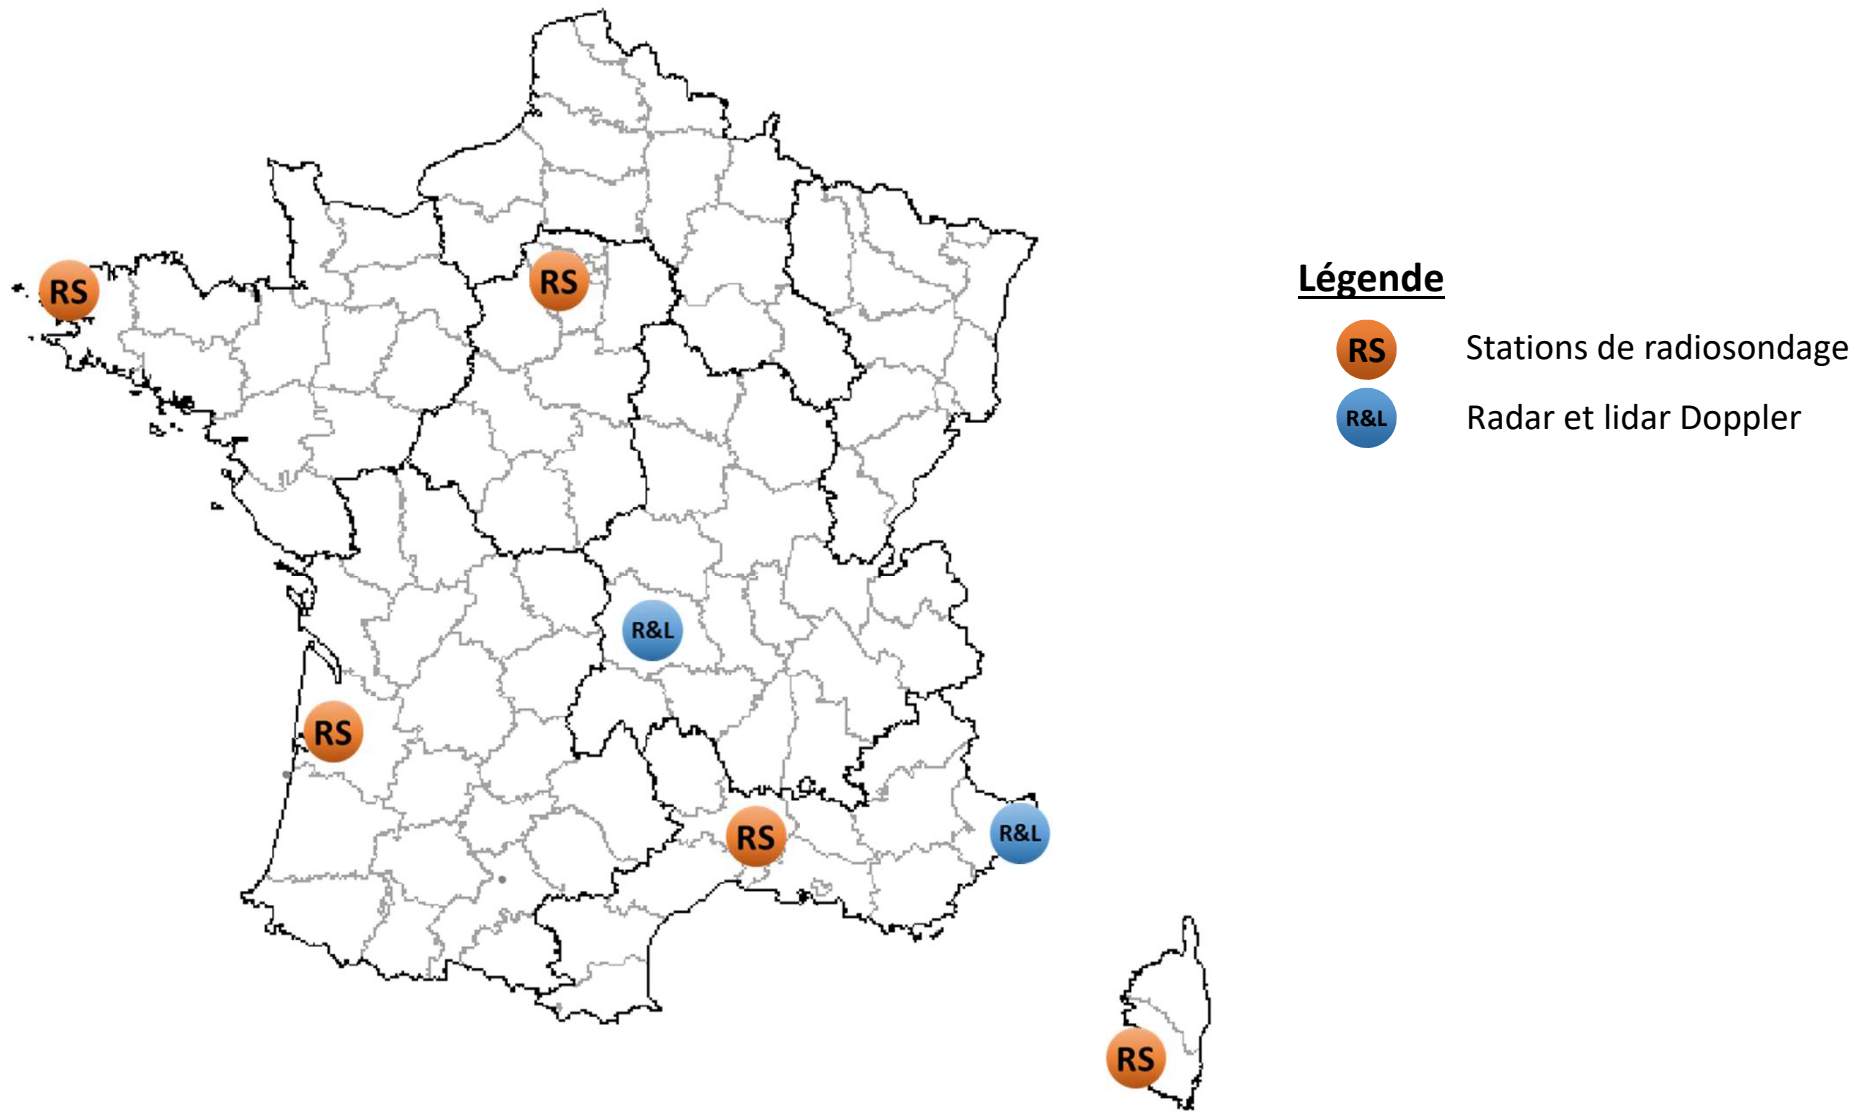 RS
RS
R&L
RS
RS
R&L
RS
Légende
RS Stations de radiosondage
R&L Radar et lidar Doppler